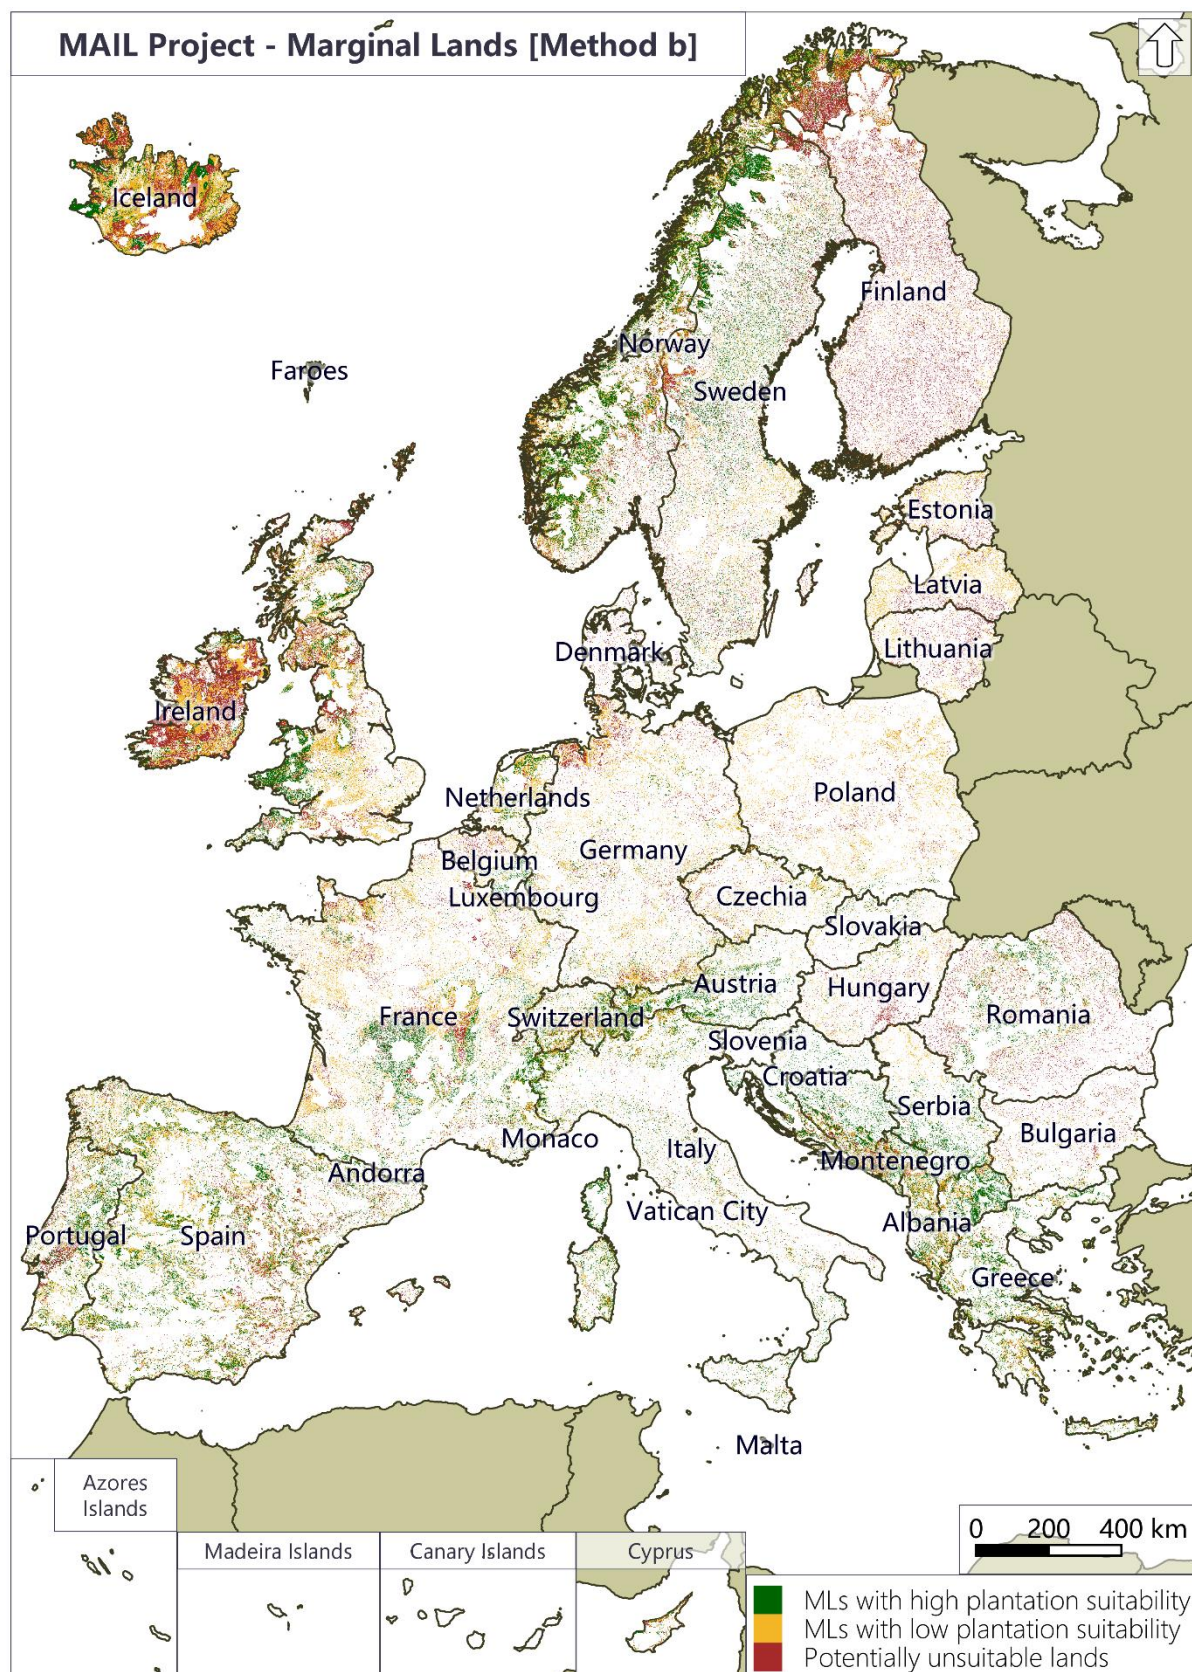 MAIL Project - Marginal Lands [Method b]
Iceland
Finland
Norway
Faroes
Sweden
Estonia
Latvia
Lithuania
Denmark
Ireland
Poland
Netherlands
Germany
Belgium
Czechia
Luxembourg
Slovakia
Austria
Hungary
France
Switzerland
Romania
Slovenia
Croatia
Serbia
Bulgaria
Monaco
Italy
Montenegro
Andorra
Vatican City
Albania
Portugal
Spain
Greece
Malta
Azores
Islands
Madeira Islands
Canary Islands
Cyprus
0 200 400 km
MLs with high plantation suitability
MLs with low plantation suitability
Potentially unsuitable lands